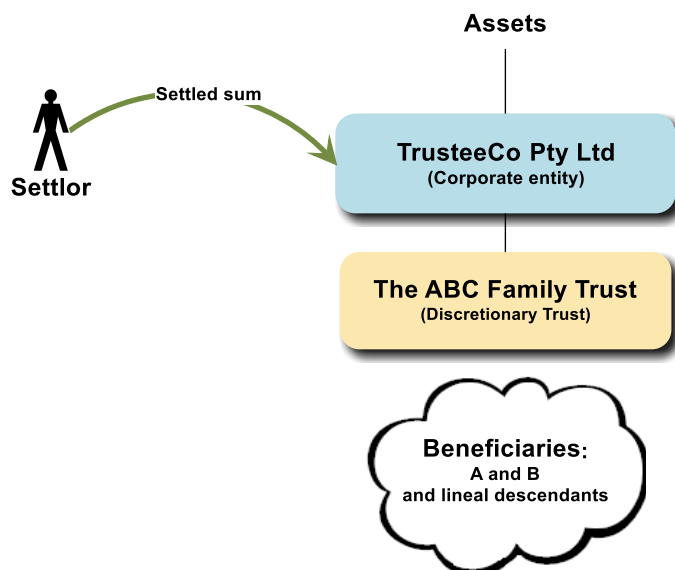 Assets
Settled sum
Settlor
TrusteeCo Pty Ltd
(Corporate entity)
The ABC Family Trust
(Discretionary Trust)
Beneficiaries:
A and B
and lineal descendants